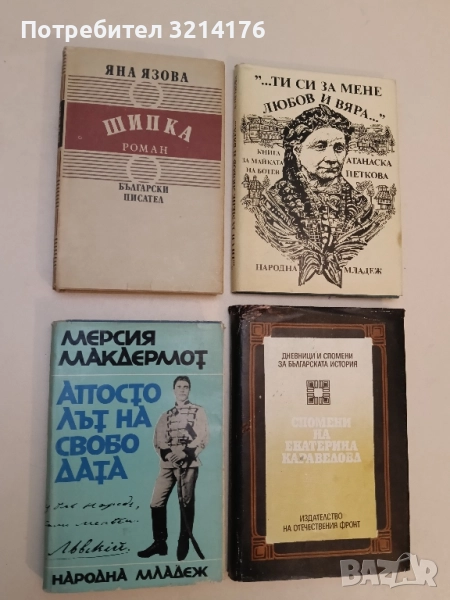 Потребител: 3214176
ЯНА ЯЗОВА
ШИПКА
РОМАН
БЪЛГАРСКИ
ПИСАТЕЛ
"...ТИ СИ ЗА МЕНЕ
ЛЮБОВ И ВЯРА..."
КНИГА
ЗА МАЙКАТА
НА БОТЕВ
АТАНАСКА
ПЕТКОВА
НАРОДНА
МЛАДЕЖ
МЕРСИЯ
МАКДЕРМОТ
АПОСТО
ЛЪТ НА
СВОБО
ДАТА
Львскій
НАРОДНА МЛАДЕЖ
ДНЕВНИЦИ И СПОМЕНИ
ЗА БЪЛГАРСКАТА ИСТОРИЯ
СПОМЕНИ
НА
ЕКАТЕРИНА
КАРАВЕЛОВА
ИЗДАТЕЛСТВО
НА ОТЕЧЕСТВЕНИЯ ФРОНТ
bazar